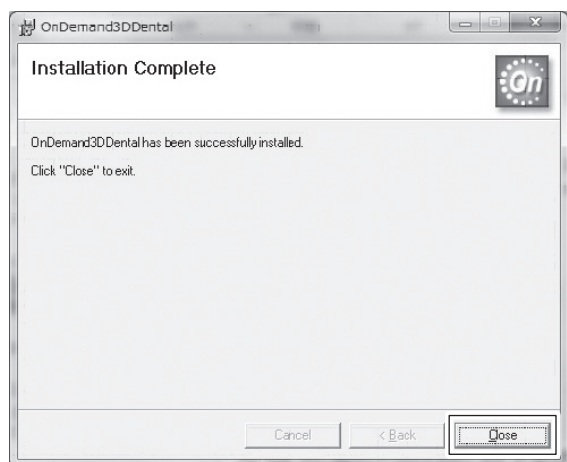 OnDemand3DDental
Installation Complete
On
OnDemand3DDental has been successfully installed.
Click "Close" to exit.
Cancel
< Back
Close